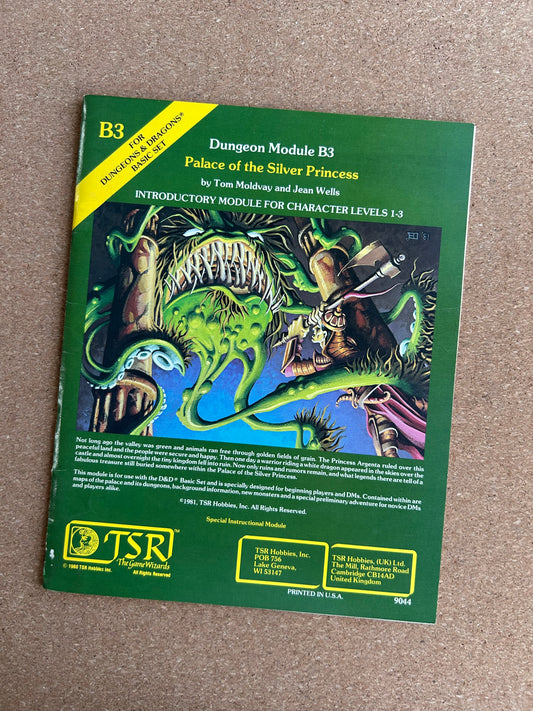 B3
FOR
DUNGEONS & DRAGONS®
BASIC SET
Dungeon Module B3
Palace of the Silver Princess
by Tom Moldvay and Jean Wells
INTRODUCTORY MODULE FOR CHARACTER LEVELS 1-3
Not long ago the valley was green and animals ran free through golden fields of grain. The Princess Argenta ruled over this
peaceful land and the people were secure and happy. Then one day a warrior riding a white dragon appeared in the skies over the
castle and almost overnight the tiny kingdom fell into ruin. Now only ruins and rumors remain, and what legends there are tell of a
fabulous treasure still buried somewhere within the Palace of the Silver Princess.
This module is for use with the D&D® Basic Set and is specially designed for beginning players and DMs. Contained within are
maps of the palace and its dungeons, background information, new monsters and a special preliminary adventure for novice DMs
and players alike.
©1981, TSR Hobbies, Inc. All Rights Reserved.
Special Instructional Module
TSR™
The Game Wizards
© 1980 TSR Hobbies Inc. All Rights Reserved
TSR Hobbies, Inc.
POB 756
Lake Geneva,
WI 53147
TSR Hobbies, (UK) Ltd.
The Mill, Rathmore Road
Cambridge CB14AD
United Kingdom
PRINTED IN U.S.A.
9044